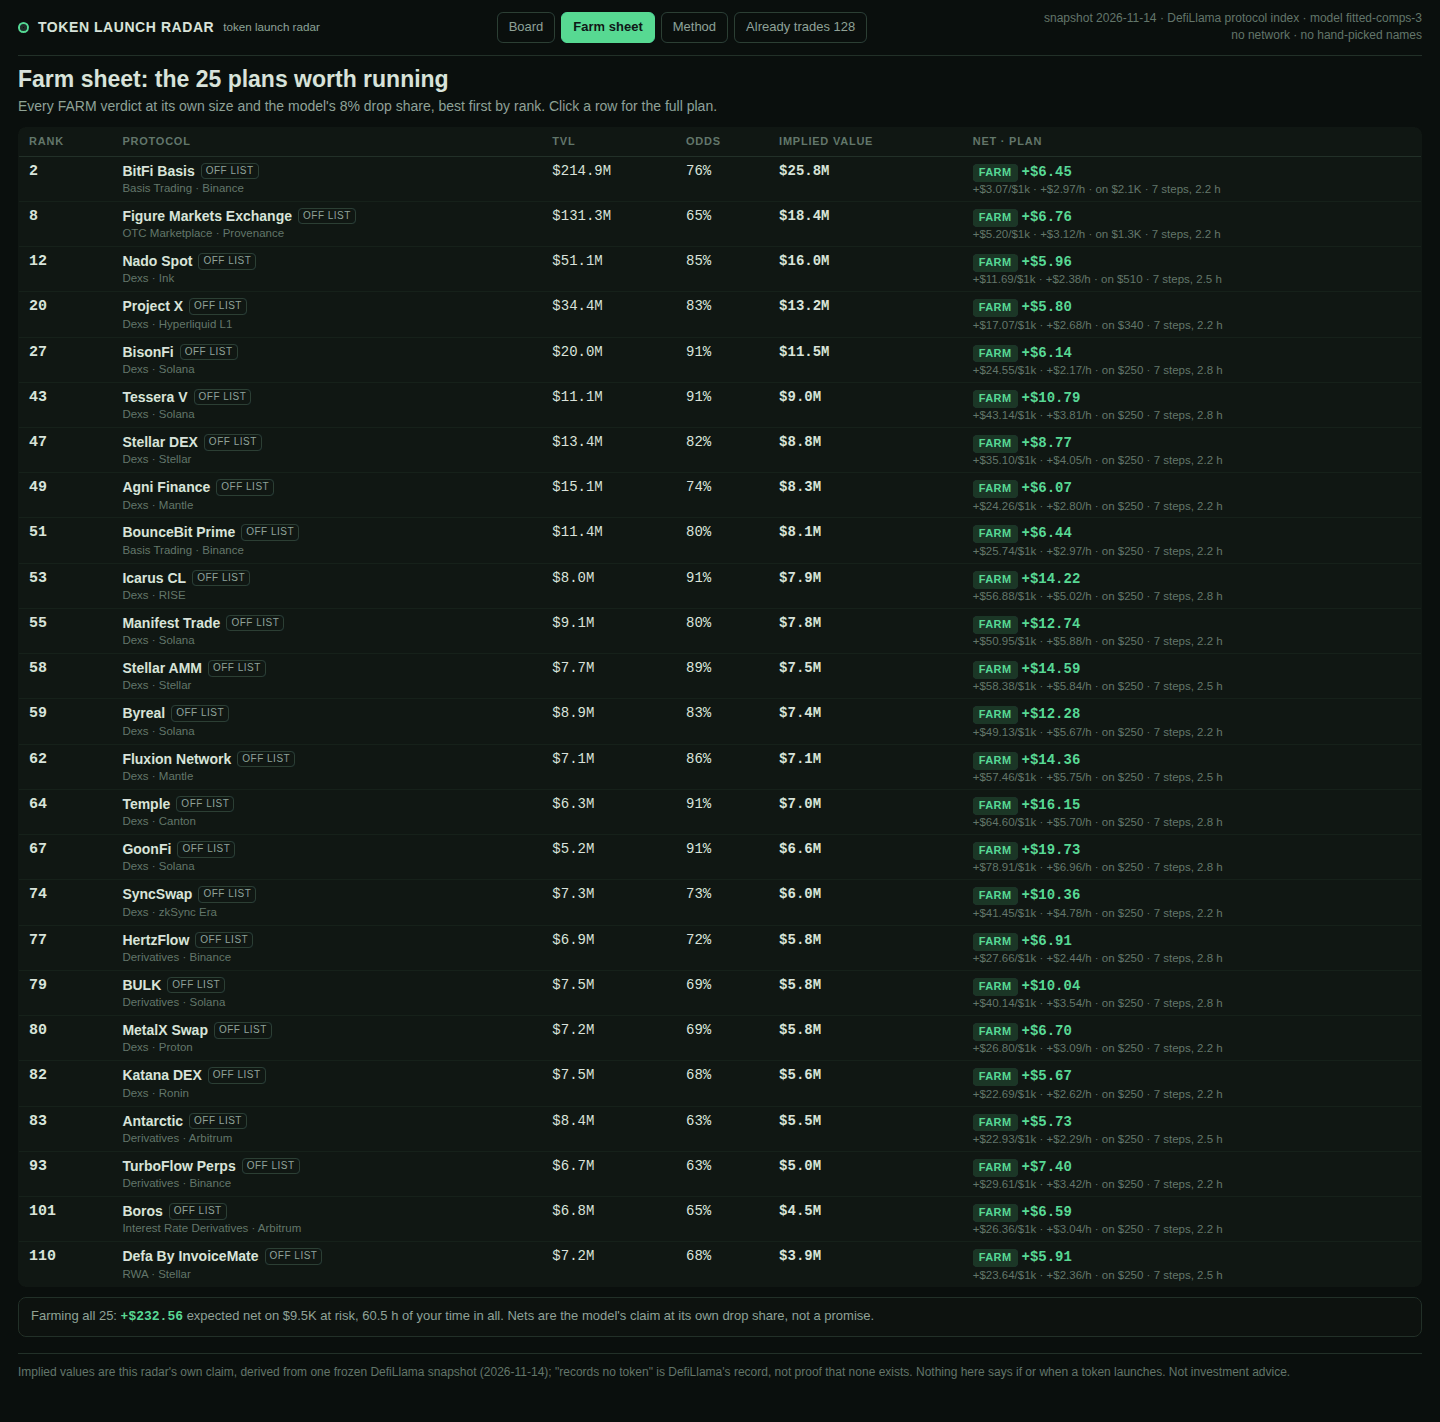 TOKEN LAUNCH RADAR token launch radar
Board Farm sheet Method Already trades 128
snapshot 2026-11-14 · DefiLlama protocol index · model fitted-comps-3
no network · no hand-picked names
Farm sheet: the 25 plans worth running
Every FARM verdict at its own size and the model's 8% drop share, best first by rank. Click a row for the full plan.
RANK PROTOCOL TVL ODDS IMPLIED VALUE NET · PLAN
2 BitFi Basis OFF LIST $214.9M 76% $25.8M FARM +$6.45
Basis Trading · Binance +$3.07/$1k · +$2.97/h · on $2.1K · 7 steps, 2.2 h
8 Figure Markets Exchange OFF LIST $131.3M 65% $18.4M FARM +$6.76
OTC Marketplace · Provenance +$5.20/$1k · +$3.12/h · on $1.3K · 7 steps, 2.2 h
12 Nado Spot OFF LIST $51.1M 85% $16.0M FARM +$5.96
Dexs · Ink +$11.69/$1k · +$2.38/h · on $510 · 7 steps, 2.5 h
20 Project X OFF LIST $34.4M 83% $13.2M FARM +$5.80
Dexs · Hyperliquid L1 +$17.07/$1k · +$2.68/h · on $340 · 7 steps, 2.2 h
27 BisonFi OFF LIST $20.0M 91% $11.5M FARM +$6.14
Dexs · Solana +$24.55/$1k · +$2.17/h · on $250 · 7 steps, 2.8 h
43 Tessera V OFF LIST $11.1M 91% $9.0M FARM +$10.79
Dexs · Solana +$43.14/$1k · +$3.81/h · on $250 · 7 steps, 2.8 h
47 Stellar DEX OFF LIST $13.4M 82% $8.8M FARM +$8.77
Dexs · Stellar +$35.10/$1k · +$4.05/h · on $250 · 7 steps, 2.2 h
49 Agni Finance OFF LIST $15.1M 74% $8.3M FARM +$6.07
Dexs · Mantle +$24.26/$1k · +$2.80/h · on $250 · 7 steps, 2.2 h
51 BounceBit Prime OFF LIST $11.4M 80% $8.1M FARM +$6.44
Basis Trading · Binance +$25.74/$1k · +$2.97/h · on $250 · 7 steps, 2.2 h
53 Icarus CL OFF LIST $8.0M 91% $7.9M FARM +$14.22
Dexs · RISE +$56.88/$1k · +$5.02/h · on $250 · 7 steps, 2.8 h
55 Manifest Trade OFF LIST $9.1M 80% $7.8M FARM +$12.74
Dexs · Solana +$50.95/$1k · +$5.88/h · on $250 · 7 steps, 2.2 h
58 Stellar AMM OFF LIST $7.7M 89% $7.5M FARM +$14.59
Dexs · Stellar +$58.38/$1k · +$5.84/h · on $250 · 7 steps, 2.5 h
59 Byreal OFF LIST $8.9M 83% $7.4M FARM +$12.28
Dexs · Solana +$49.13/$1k · +$5.67/h · on $250 · 7 steps, 2.2 h
62 Fluxion Network OFF LIST $7.1M 86% $7.1M FARM +$14.36
Dexs · Mantle +$57.46/$1k · +$5.75/h · on $250 · 7 steps, 2.5 h
64 Temple OFF LIST $6.3M 91% $7.0M FARM +$16.15
Dexs · Canton +$64.60/$1k · +$5.70/h · on $250 · 7 steps, 2.8 h
67 GoonFi OFF LIST $5.2M 91% $6.6M FARM +$19.73
Dexs · Solana +$78.91/$1k · +$6.96/h · on $250 · 7 steps, 2.8 h
74 SyncSwap OFF LIST $7.3M 73% $6.0M FARM +$10.36
Dexs · zkSync Era +$41.45/$1k · +$4.78/h · on $250 · 7 steps, 2.2 h
77 HertzFlow OFF LIST $6.9M 72% $5.8M FARM +$6.91
Derivatives · Binance +$27.66/$1k · +$2.44/h · on $250 · 7 steps, 2.8 h
79 BULK OFF LIST $7.5M 69% $5.8M FARM +$10.04
Derivatives · Solana +$40.14/$1k · +$3.54/h · on $250 · 7 steps, 2.8 h
80 MetalX Swap OFF LIST $7.2M 69% $5.8M FARM +$6.70
Dexs · Proton +$26.80/$1k · +$3.09/h · on $250 · 7 steps, 2.2 h
82 Katana DEX OFF LIST $7.5M 68% $5.6M FARM +$5.67
Dexs · Ronin +$22.69/$1k · +$2.62/h · on $250 · 7 steps, 2.2 h
83 Antarctic OFF LIST $8.4M 63% $5.5M FARM +$5.73
Derivatives · Arbitrum +$22.93/$1k · +$2.29/h · on $250 · 7 steps, 2.5 h
93 TurboFlow Perps OFF LIST $6.7M 63% $5.0M FARM +$7.40
Derivatives · Binance +$29.61/$1k · +$3.42/h · on $250 · 7 steps, 2.2 h
101 Boros OFF LIST $6.8M 65% $4.5M FARM +$6.59
Interest Rate Derivatives · Arbitrum +$26.36/$1k · +$3.04/h · on $250 · 7 steps, 2.2 h
110 Defa By InvoiceMate OFF LIST $7.2M 68% $3.9M FARM +$5.91
RWA · Stellar +$23.64/$1k · +$2.36/h · on $250 · 7 steps, 2.5 h
Farming all 25: +$232.56 expected net on $9.5K at risk, 60.5 h of your time in all. Nets are the model's claim at its own drop share, not a promise.
Implied values are this radar's own claim, derived from one frozen DefiLlama snapshot (2026-11-14); "records no token" is DefiLlama's record, not proof that none exists. Nothing here says if or when a token launches. Not investment advice.